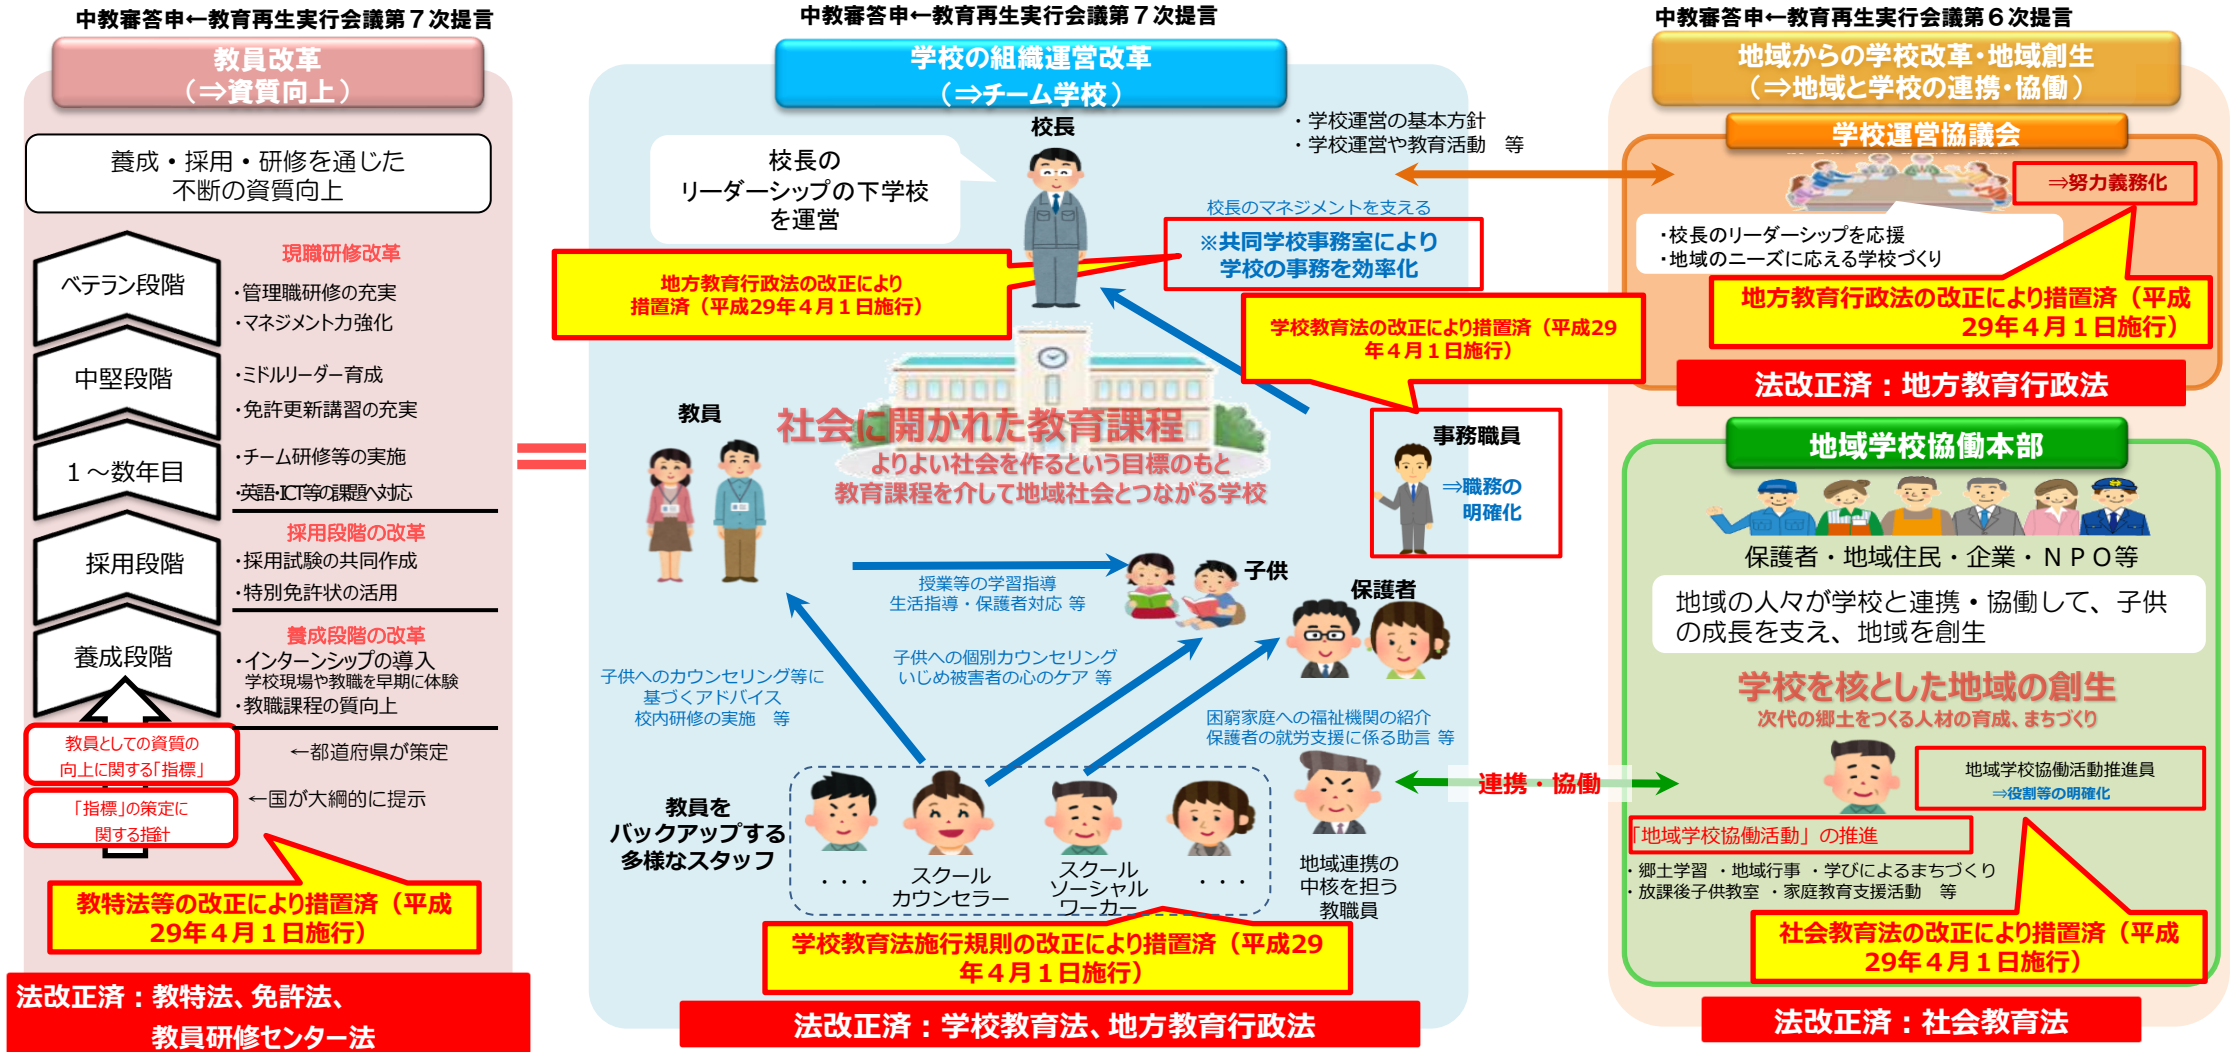 中教審答申←教育再生実行会議第７次提言
教員改革
（⇒資質向上）
養成・採用・研修を通じた
不断の資質向上
ベテラン段階
現職研修改革
・管理職研修の充実
・マネジメント力強化
中堅段階
・ミドルリーダー育成
・免許更新講習の充実
１～数年目
・チーム研修等の実施
・英語・ICT等の課題へ対応
採用段階
採用段階の改革
・採用試験の共同作成
・特別免許状の活用
養成段階
養成段階の改革
・インターンシップの導入
学校現場や教職を早期に体験
・教職課程の質向上
教員としての資質の
向上に関する「指標」
←都道府県が策定
「指標」の策定に
関する指針
←国が大綱的に提示
教特法等の改正により措置済（平成
29年４月１日施行）
法改正済：教特法、免許法、
教員研修センター法
中教審答申←教育再生実行会議第７次提言
学校の組織運営改革
（⇒チーム学校）
校長
校長の
リーダーシップの下学校
を運営
・学校運営の基本方針
・学校運営や教育活動　等
校長のマネジメントを支える
※共同学校事務室により
学校の事務を効率化
地方教育行政法の改正により
措置済（平成29年４月１日施行）
学校教育法の改正により措置済（平成29
年４月１日施行）
教員
社会に開かれた教育課程
よりよい社会を作るという目標のもと
教育課程を介して地域社会とつながる学校
事務職員
⇒職務の
明確化
授業等の学習指導
生活指導・保護者対応 等
子供
保護者
子供へのカウンセリング等に
基づくアドバイス
校内研修の実施　等
子供への個別カウンセリング
いじめ被害者の心のケア 等
困窮家庭への福祉機関の紹介
保護者の就労支援に係る助言 等
教員を
バックアップする
多様なスタッフ
・・・
スクール
カウンセラー
スクール
ソーシャル
ワーカー
・・・
地域連携の
中核を担う
教職員
学校教育法施行規則の改正により措置済（平成29
年４月１日施行）
法改正済：学校教育法、地方教育行政法
連携・協働
中教審答申←教育再生実行会議第６次提言
地域からの学校改革・地域創生
（⇒地域と学校の連携・協働）
学校運営協議会
⇒努力義務化
・校長のリーダーシップを応援
・地域のニーズに応える学校づくり
地方教育行政法の改正により措置済（平成
29年４月１日施行）
法改正済：地方教育行政法
地域学校協働本部
保護者・地域住民・企業・ＮＰＯ等
地域の人々が学校と連携・協働して、子供
の成長を支え、地域を創生
学校を核とした地域の創生
次代の郷土をつくる人材の育成、まちづくり
地域学校協働活動推進員
⇒役割等の明確化
「地域学校協働活動」の推進
・郷土学習 ・地域行事 ・学びによるまちづくり
・放課後子供教室 ・家庭教育支援活動　等
社会教育法の改正により措置済（平成
29年４月１日施行）
法改正済：社会教育法